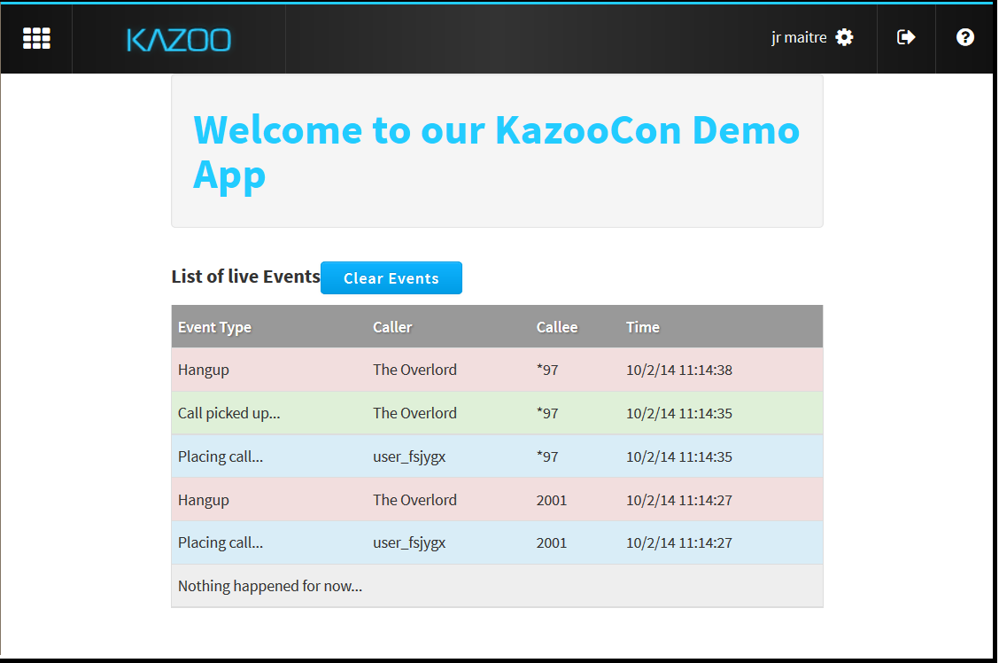 KAZOO
jr maitre
Welcome to our KazooCon Demo
App
List of live Events Clear Events
Event Type Caller Callee Time
Hangup The Overlord *97 10/2/14 11:14:38
Call picked up... The Overlord *97 10/2/14 11:14:35
Placing call... user_fsjygx *97 10/2/14 11:14:35
Hangup The Overlord 2001 10/2/14 11:14:27
Placing call... user_fsjygx 2001 10/2/14 11:14:27
Nothing happened for now...